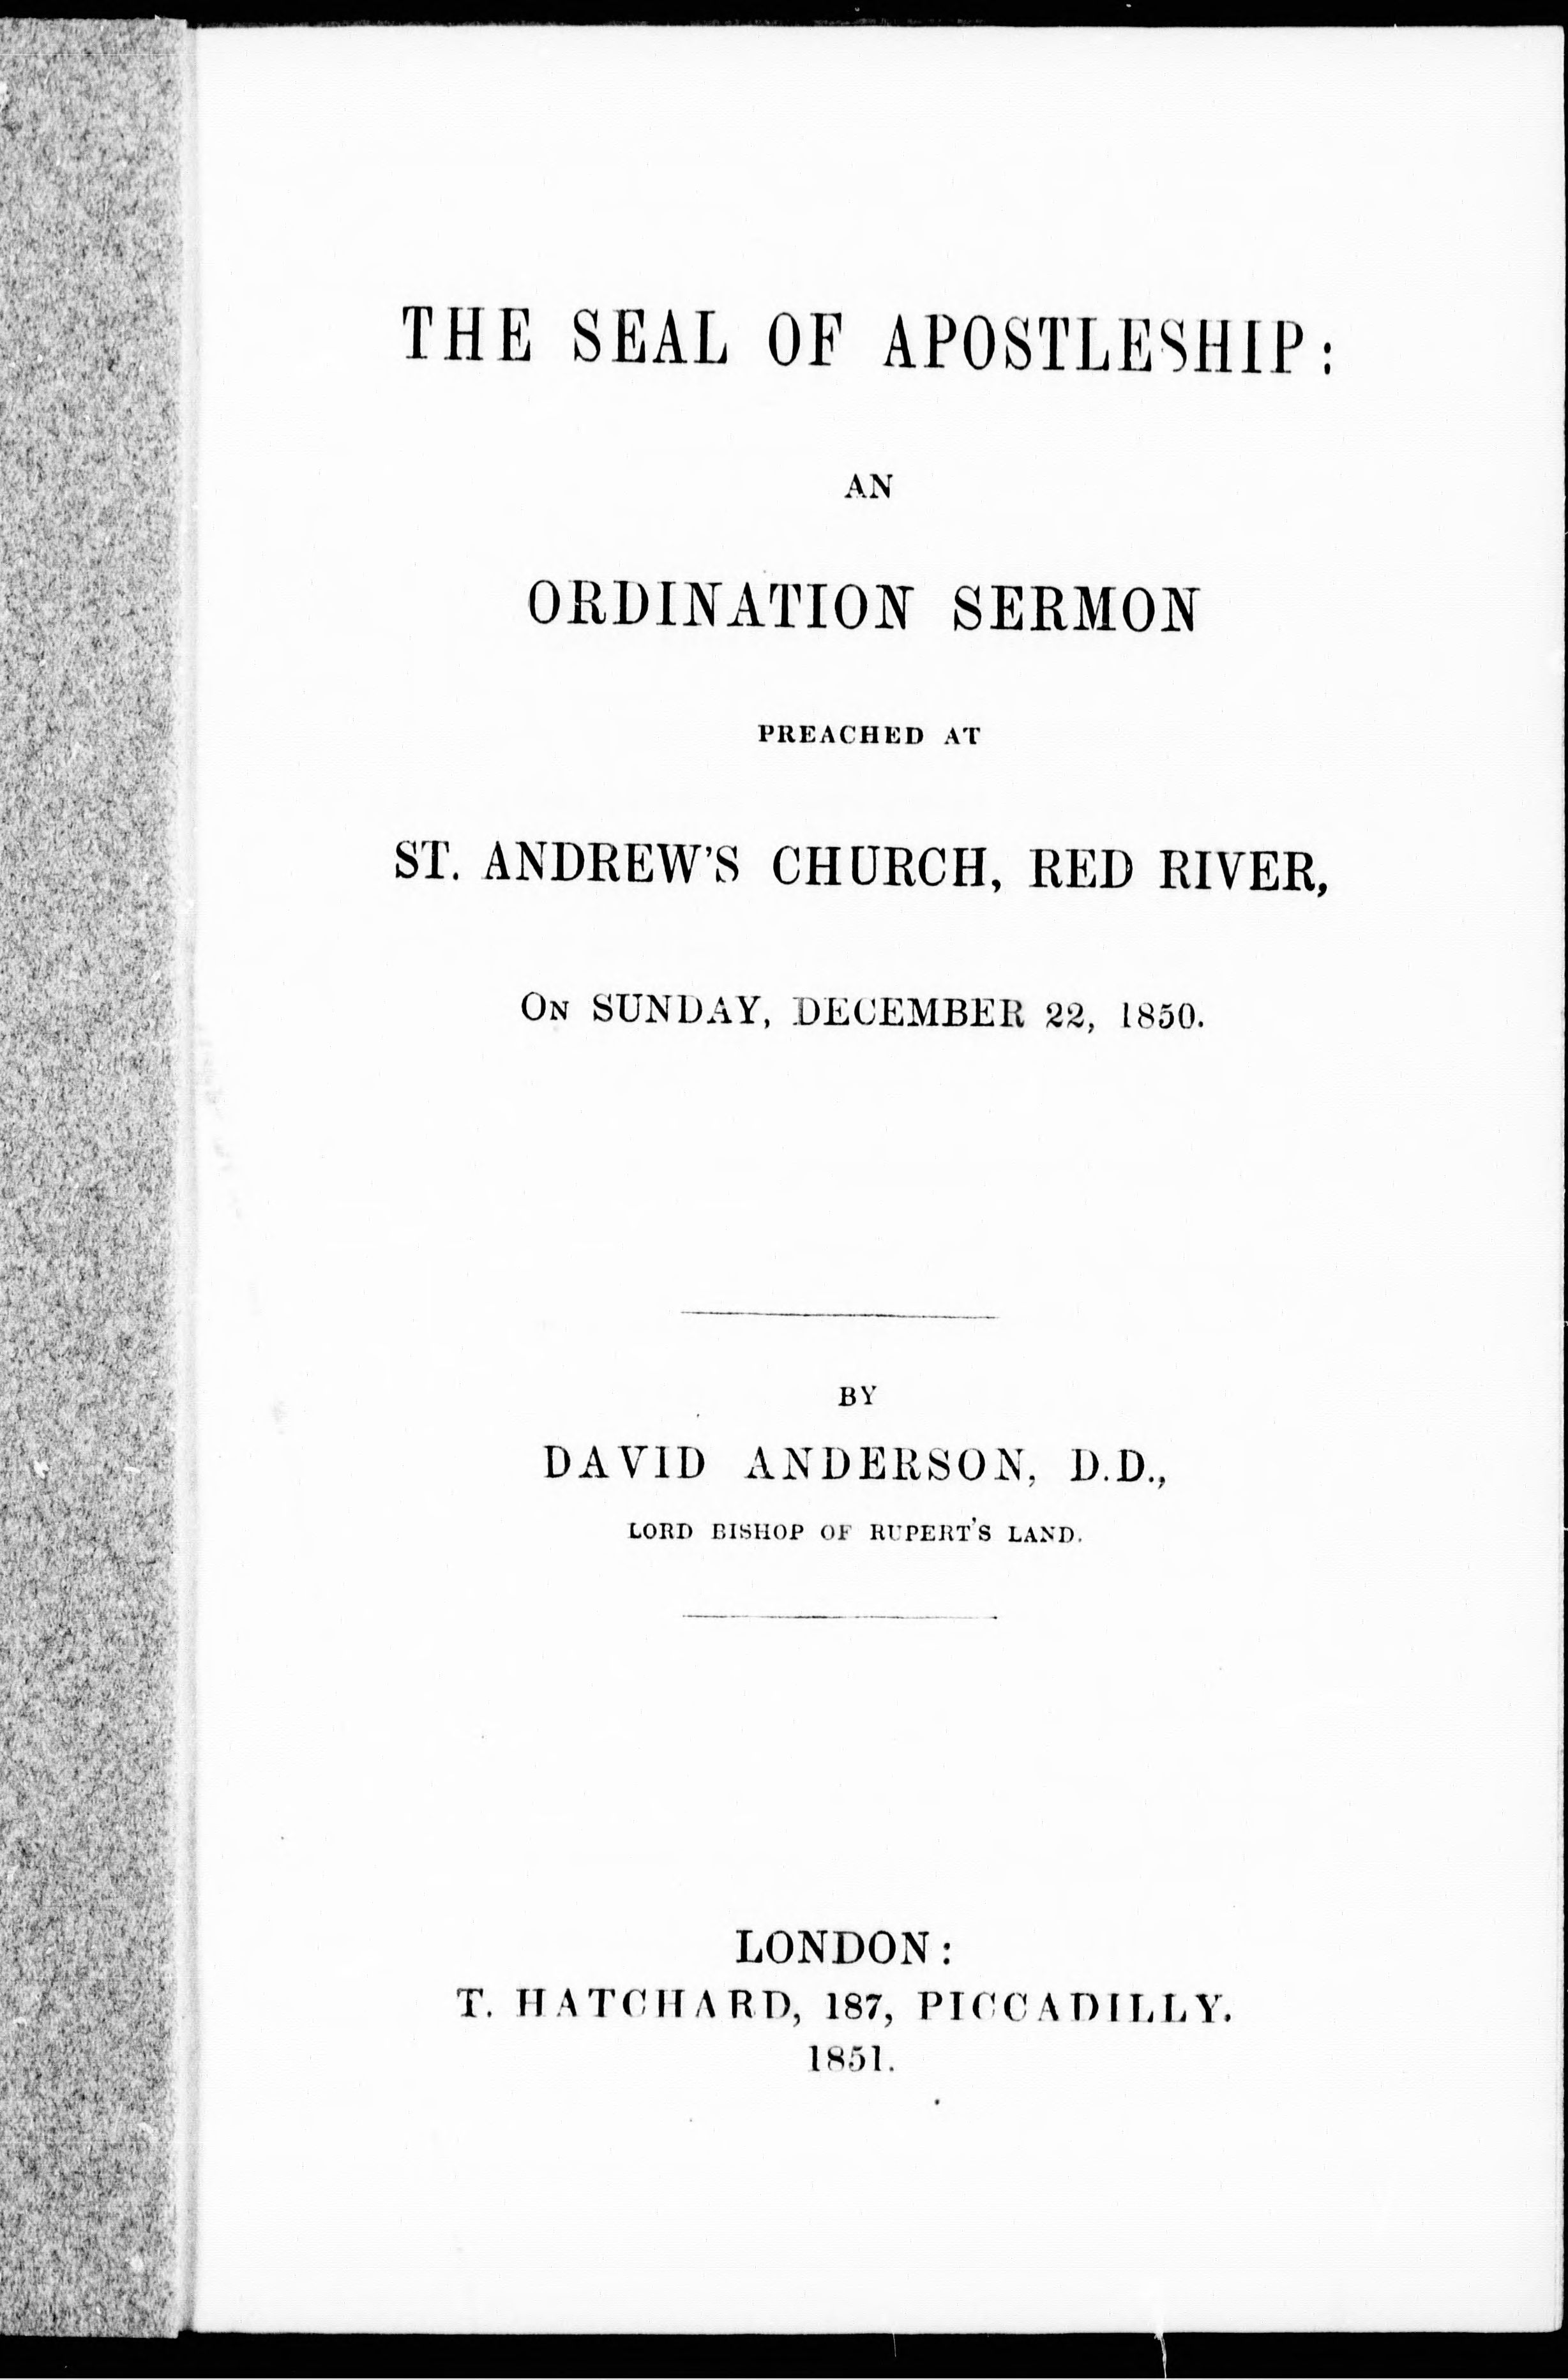 THE SEAL OF APOSTLESHIP:
AN
ORDINATION SERMON
PREACHED AT
ST. ANDREW'S CHURCH, RED RIVER,
ON SUNDAY, DECEMBER 22, 1850.
BY
DAVID ANDERSON, D.D.,
LORD BISHOP OF RUPERT'S LAND.
LONDON:
T. HATCHARD, 187, PICCADILLY.
1851.